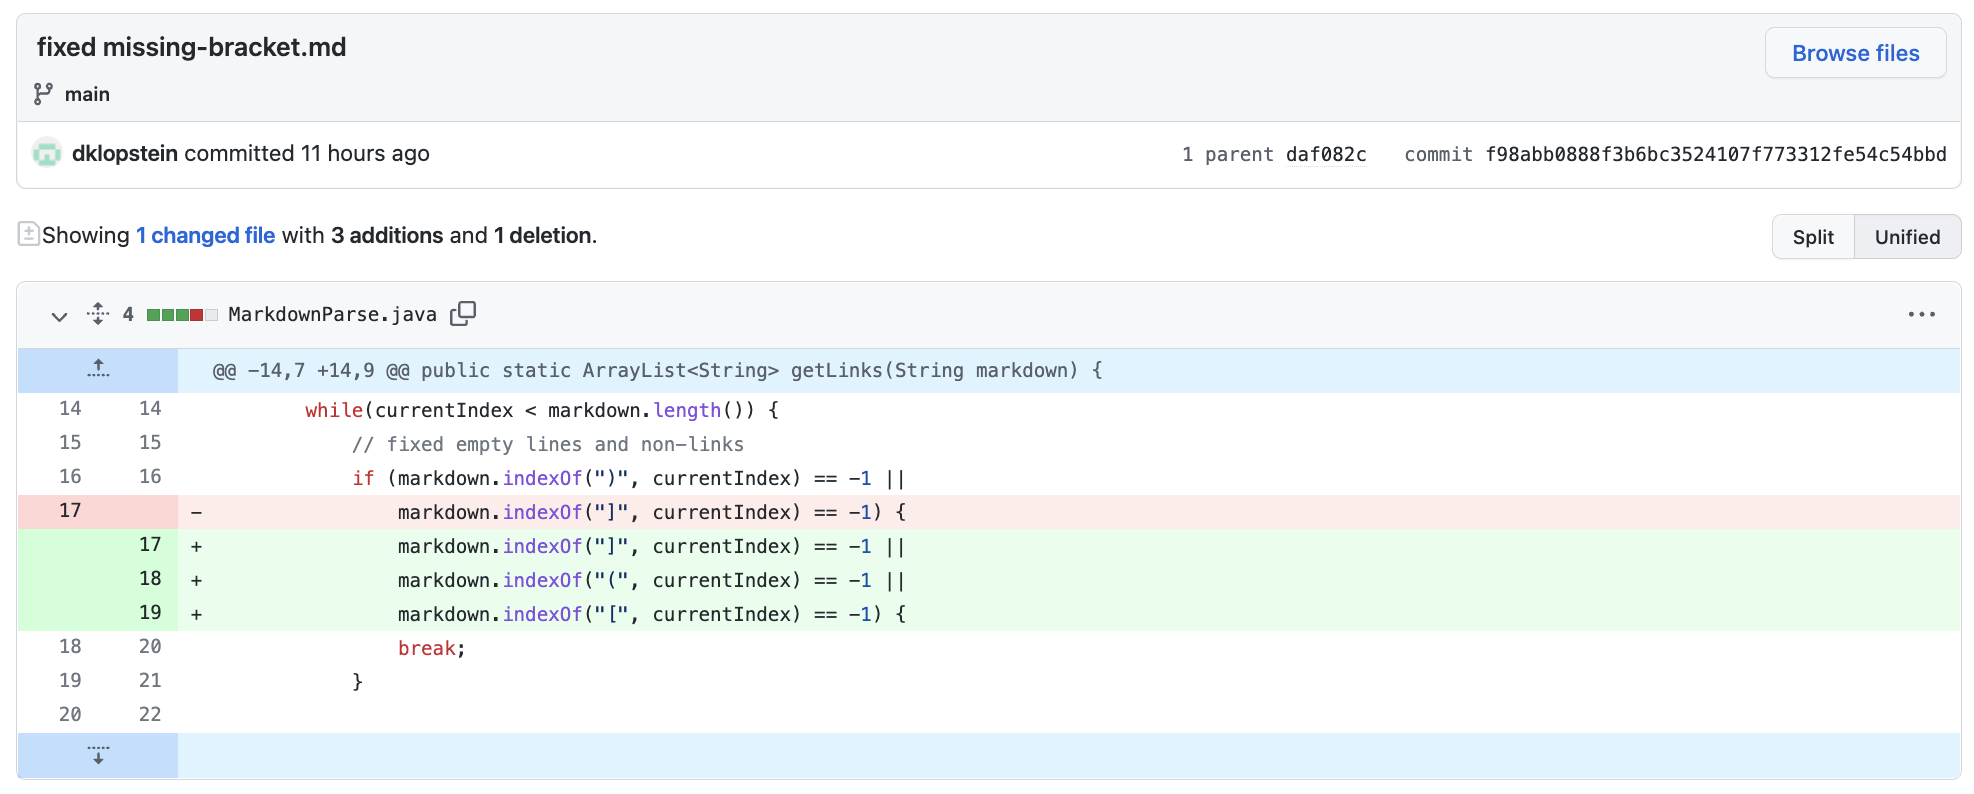 fixed missing-bracket.md
Browse files
main
dklopstein committed 11 hours ago
1 parent daf082c commit f98abb0888f3b6bc3524107f773312fe54c54bbd
Showing 1 changed file with 3 additions and 1 deletion.
Split Unified
4 MarkdownParse.java
@@ -14,7 +14,9 @@ public static ArrayList<String> getLinks(String markdown) {
14 14 while(currentIndex < markdown.length()) {
15 15 // fixed empty lines and non-links
16 16 if (markdown.indexOf(")", currentIndex) == -1 ||
17 - markdown.indexOf("]", currentIndex) == -1) {
17 + markdown.indexOf("]", currentIndex) == -1 ||
18 + markdown.indexOf("(", currentIndex) == -1 ||
19 + markdown.indexOf("[", currentIndex) == -1) {
18 20 break;
19 21 }
20 22